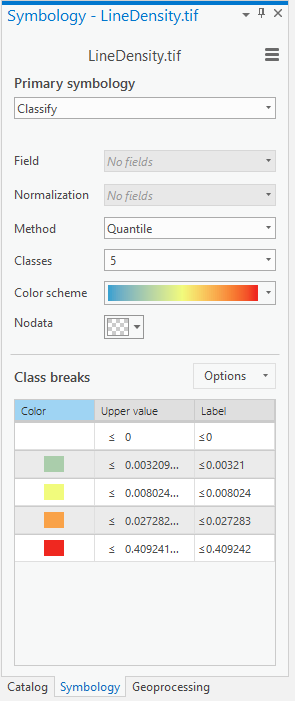 Symbology - LineDensity.tif
LineDensity.tif
Primary symbology
Classify
Field No fields
Normalization No fields
Method Quantile
Classes 5
Color scheme
Nodata
Class breaks Options
Color Upper value Label
≤ 0 ≤0
≤ 0.003209... ≤0.00321
≤ 0.008024... ≤0.008024
≤ 0.027282... ≤0.027283
≤ 0.409241... ≤0.409242
Catalog Symbology Geoprocessing